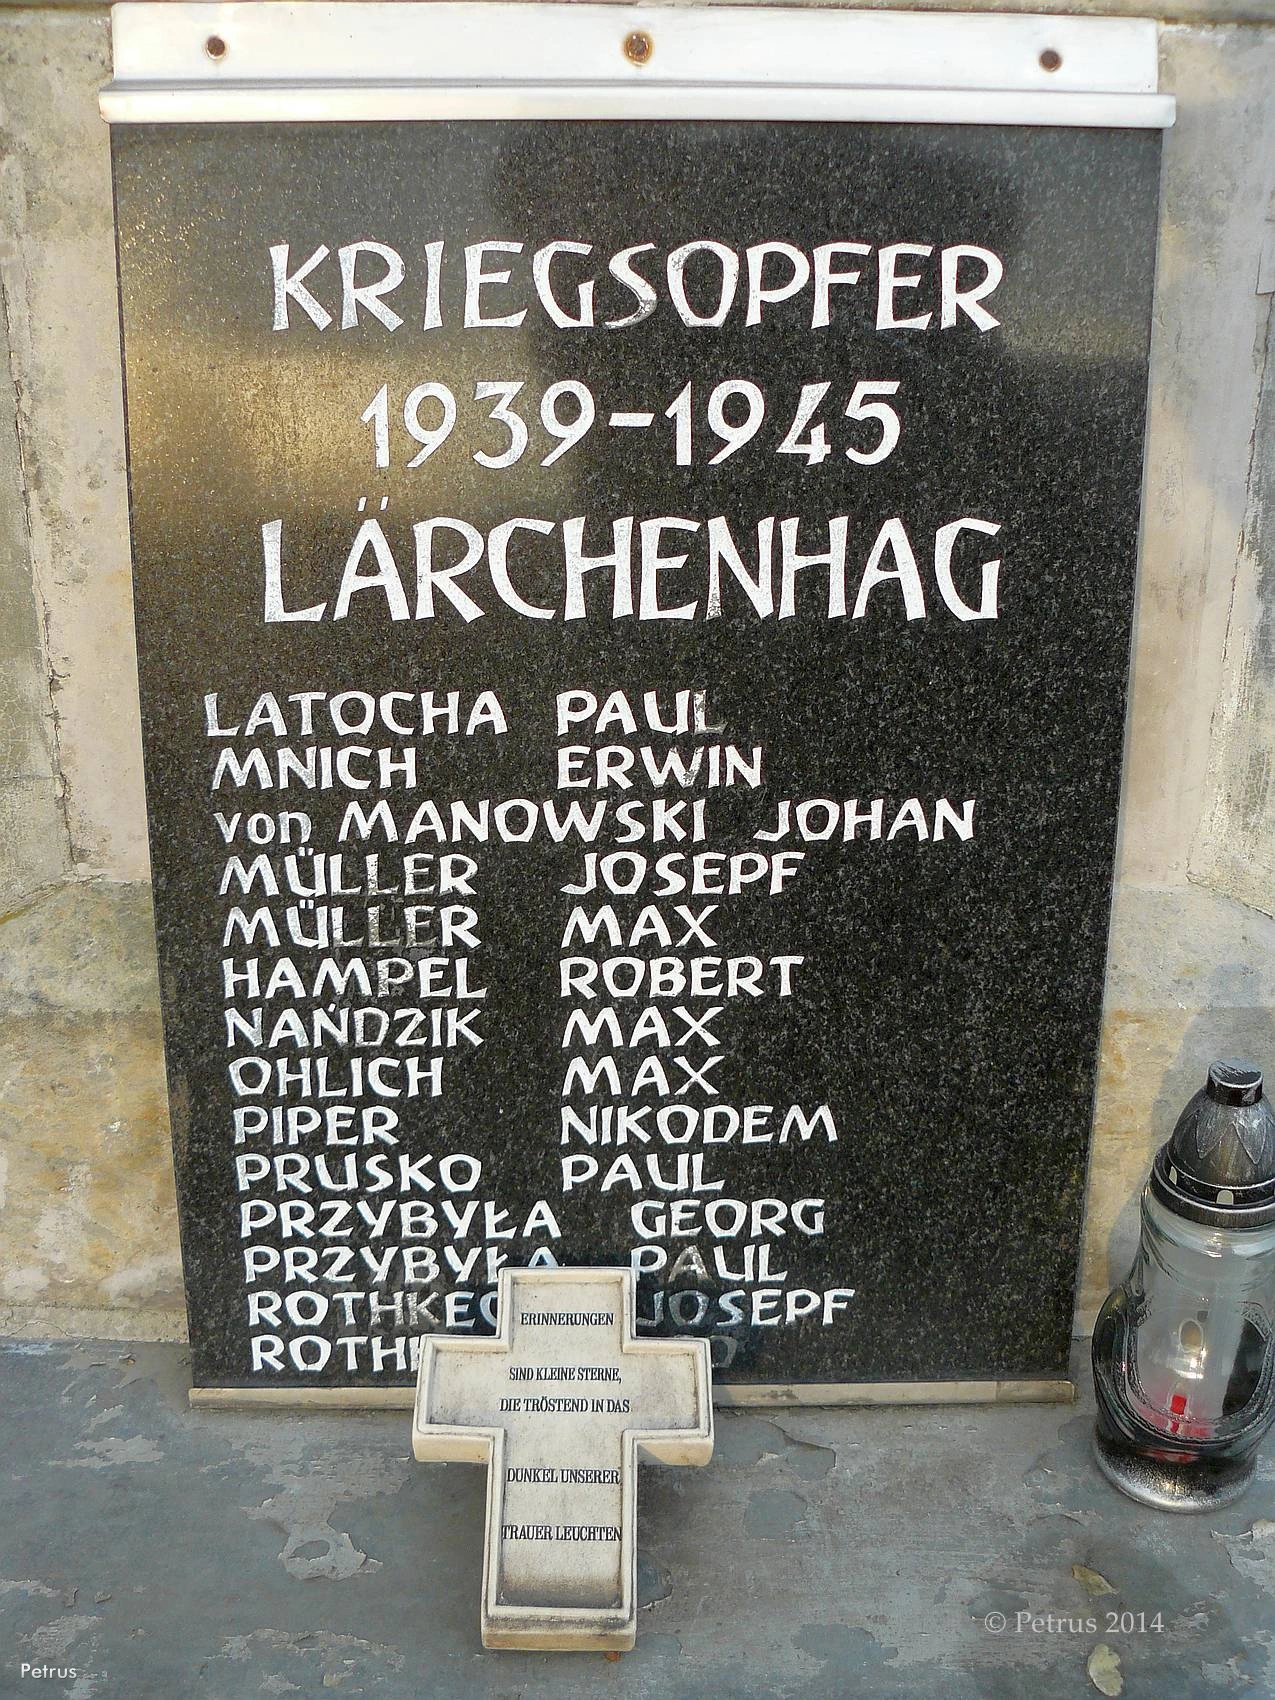 KRIEGSOPFER
1939-1945
LÄRCHENHAG
LATOCHA PAUL
MNICH ERWIN
von MANOWSKI JOHAN
MÜLLER JOSEPF
MÜLLER MAX
HAMPEL ROBERT
NAŃDZIK MAX
OHLICH MAX
PIPER NIKODEM
PRUSKO PAUL
PRZYBYŁA GEORG
PRZYBYŁA PAUL
JOSEPF
ERINNERUNGEN
SIND KLEINE STERNE,
DIE TRÖSTEND IN DAS
DUNKEL UNSERER
TRAUER LEUCHTEN
© Petrus 2014
Petrus